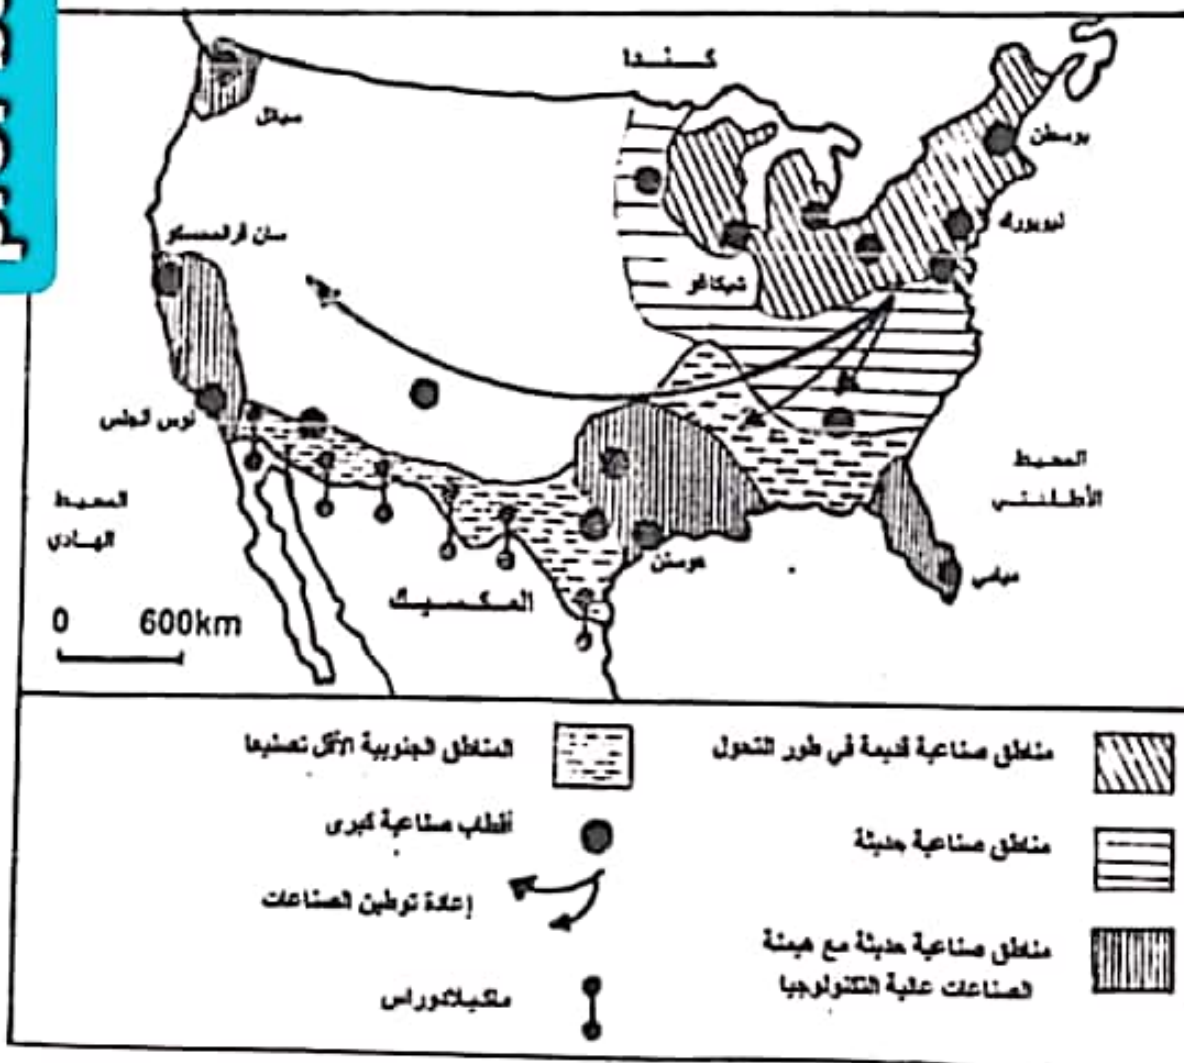 كـنـدا
سياتل
بوسطن
نيويورك
سان فرانسسكو
شيكاغو
لوس انجلس
المحيط
الأطلنتي
المحيط
الهادي
هوستن
ميامي
المكسيك
0 600km
مناطق صناعية قديمة في طور التحول
مناطق صناعية حديثة
مناطق صناعية حديثة مع هيمنة
الصناعات عالية التكنولوجيا
المناطق الجنوبية الأقل تصنيعا
أقطاب صناعية كبرى
إعادة توطين الصناعات
ماكيلادوراس